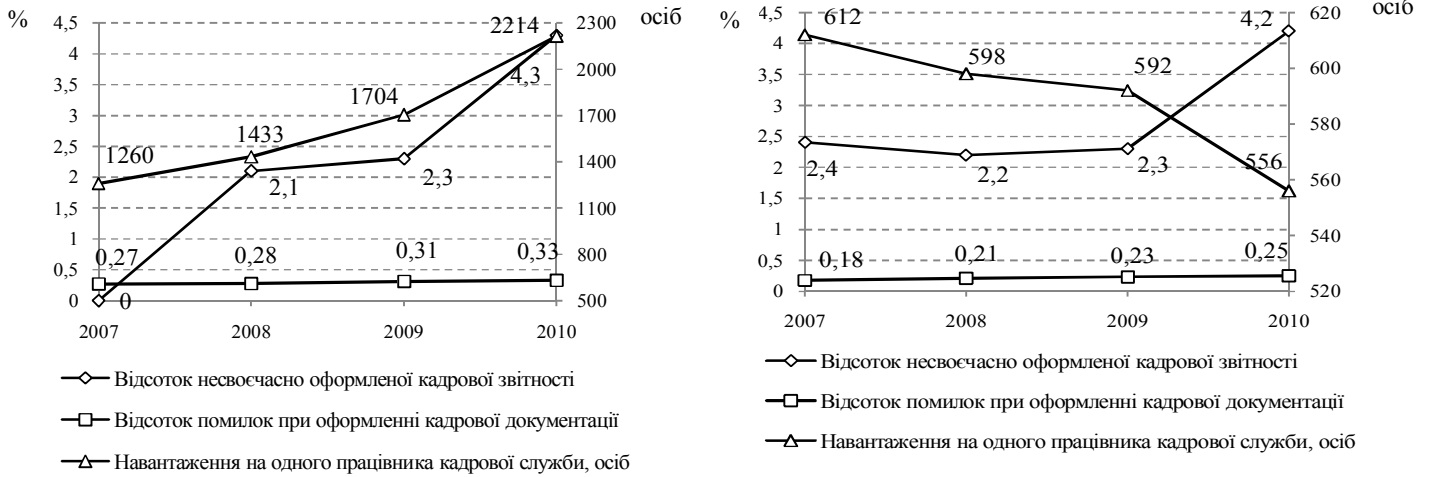 % 4,5 2214 2300 осіб
4 2000
3,5 4,3
3 1704 1700
2,5 1260 1433 1400
2 2,1 2,3
1,5 1100
1 0,27 0,28 0,31 0,33 800
0,5
0 0 500
2007 2008 2009 2010
Відсоток несвоєчасно оформленої кадрової звітності
Відсоток помилок при оформленні кадрової документації
Навантаження на одного працівника кадрової служби, осіб
% 4,5 612 4,2 620 осіб
4
3,5 598 592 600
3
2,5 580
2 2,4 2,2 2,3 556 560
1,5
1 540
0,5 0,18 0,21 0,23 0,25
0 520
2007 2008 2009 2010
Відсоток несвоєчасно оформленої кадрової звітності
Відсоток помилок при оформленні кадрової документації
Навантаження на одного працівника кадрової служби, осіб